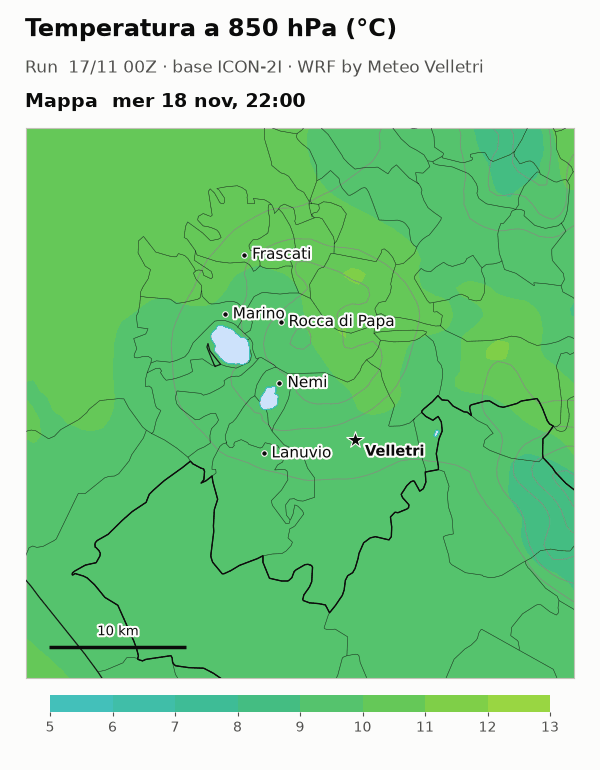 Temperatura a 850 hPa (°C)
Run  17/11 00Z · base ICON-2I · WRF by Meteo Velletri
Mappa  mer 18 nov, 22:00
Frascati
Marino
Rocca di Papa
Nemi
Velletri
Lanuvio
10 km
5 6 7 8 9 10 11 12 13